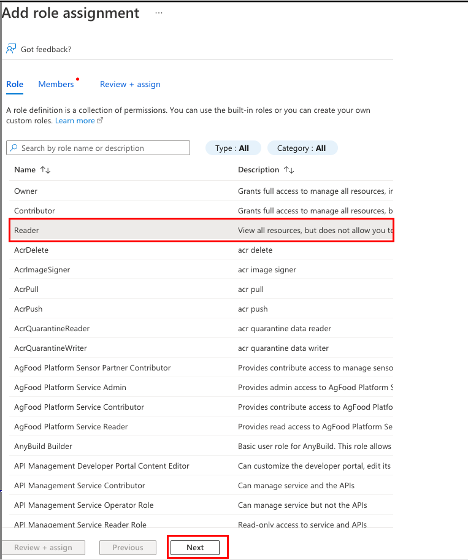 Add role assignment ...
Got feedback?
Role Members Review + assign
A role definition is a collection of permissions. You can use the built-in roles or you can create your own
custom roles. Learn more
Search by role name or description Type : All Category : All
Name ↑↓ Description ↑↓
Owner Grants full access to manage all resources, ir
Contributor Grants full access to manage all resources, b
Reader View all resources, but does not allow you to
AcrDelete acr delete
AcrImageSigner acr image signer
AcrPull acr pull
AcrPush acr push
AcrQuarantineReader acr quarantine data reader
AcrQuarantineWriter acr quarantine data writer
AgFood Platform Sensor Partner Contributor Provides contribute access to manage senso
AgFood Platform Service Admin Provides admin access to AgFood Platform S
AgFood Platform Service Contributor Provides contribute access to AgFood Platfo
AgFood Platform Service Reader Provides read access to AgFood Platform Se
AnyBuild Builder Basic user role for AnyBuild. This role allows
API Management Developer Portal Content Editor Can customize the developer portal, edit its
API Management Service Contributor Can manage service and the APIs
API Management Service Operator Role Can manage service but not the APIs
API Management Service Reader Role Read-only access to service and APIs
Review + assign Previous Next